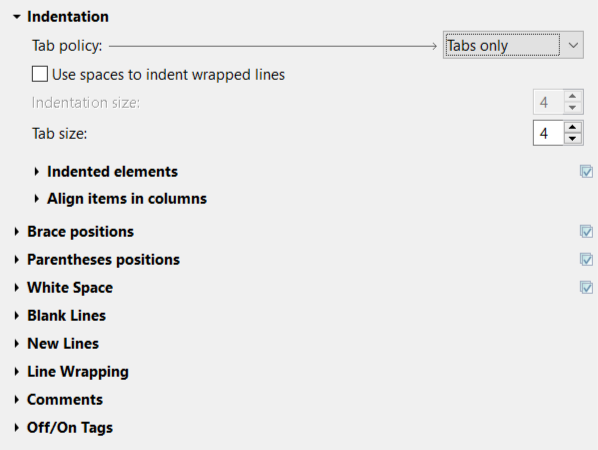 Indentation
Tab policy: Tabs only
Use spaces to indent wrapped lines
Indentation size: 4
Tab size: 4
Indented elements
Align items in columns
Brace positions
Parentheses positions
White Space
Blank Lines
New Lines
Line Wrapping
Comments
Off/On Tags